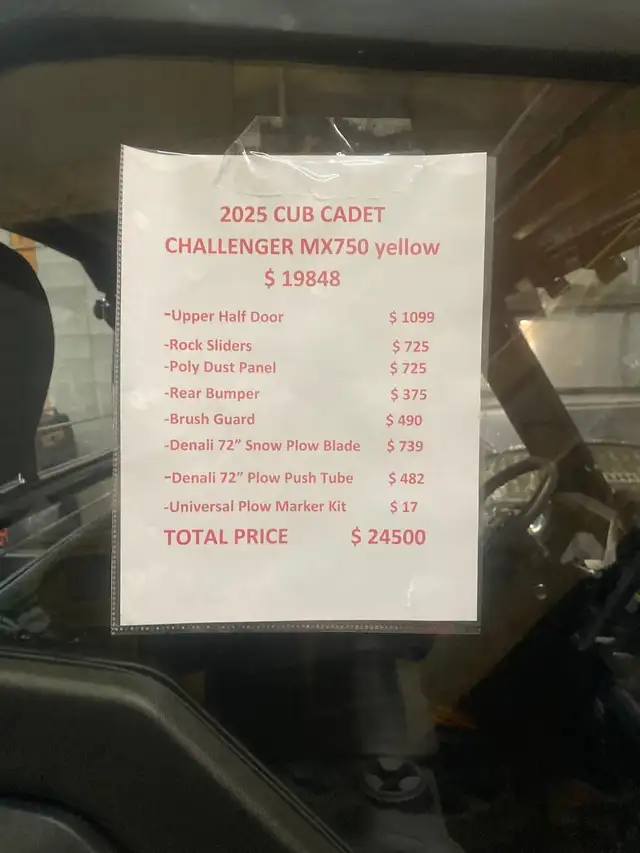 2025 CUB CADET
CHALLENGER MX750 yellow
$ 19848
-Upper Half Door $ 1099
-Rock Sliders $ 725
-Poly Dust Panel $ 725
-Rear Bumper $ 375
-Brush Guard $ 490
-Denali 72” Snow Plow Blade $ 739
-Denali 72” Plow Push Tube $ 482
-Universal Plow Marker Kit $ 17
TOTAL PRICE $ 24500